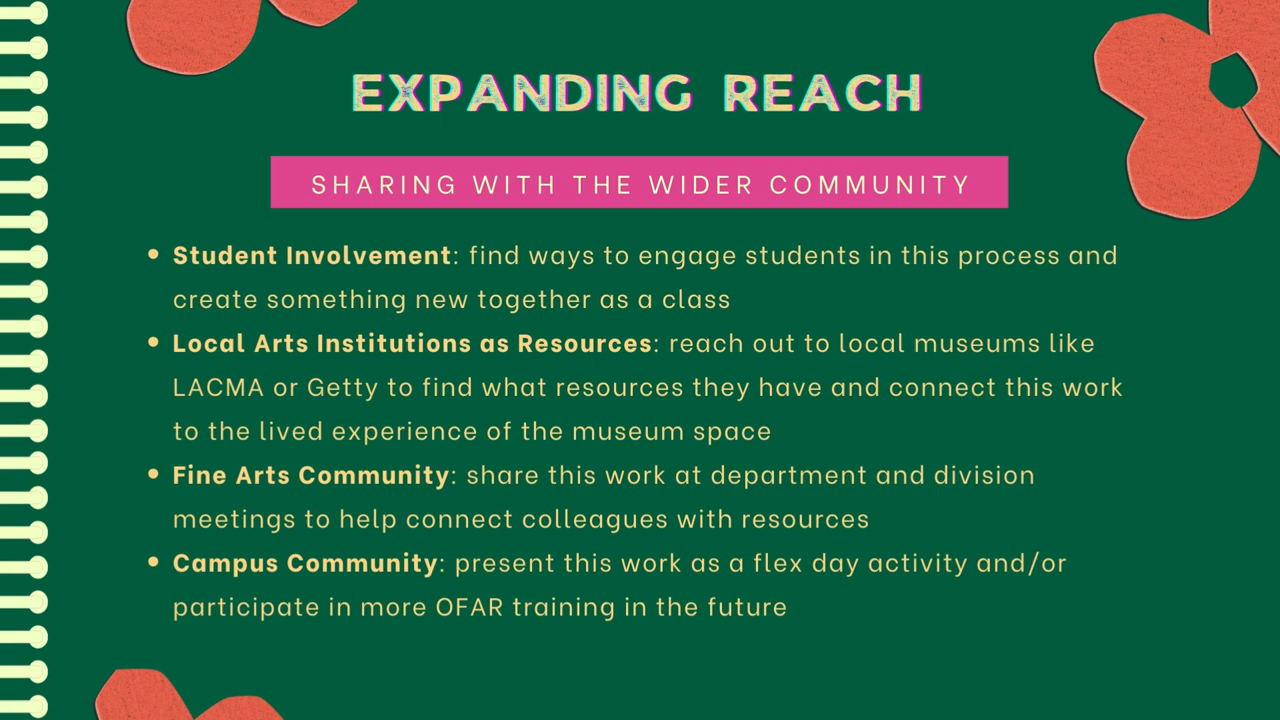 EXPANDING REACH
SHARING WITH THE WIDER COMMUNITY
• Student Involvement: find ways to engage students in this process and
create something new together as a class
• Local Arts Institutions as Resources: reach out to local museums like
LACMA or Getty to find what resources they have and connect this work
to the lived experience of the museum space
• Fine Arts Community: share this work at department and division
meetings to help connect colleagues with resources
• Campus Community: present this work as a flex day activity and/or
participate in more OFAR training in the future